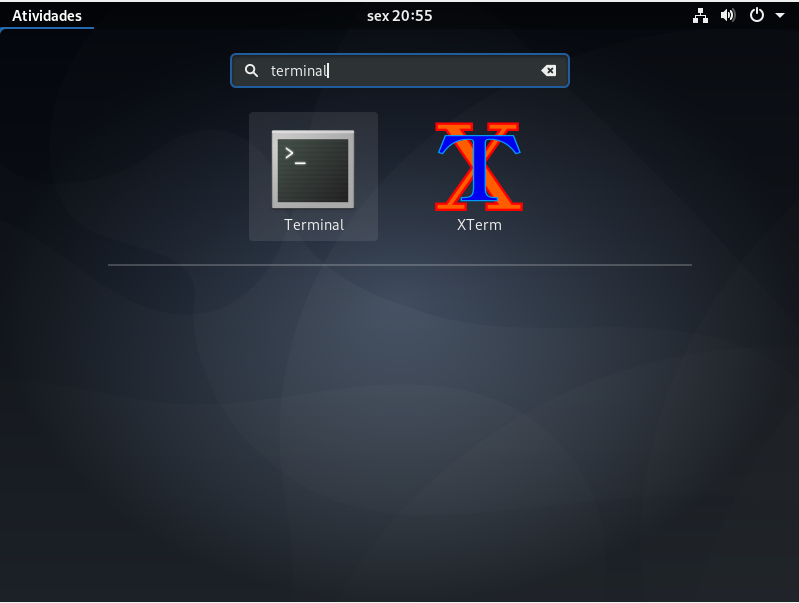 Atividades
sex 20:55
terminal
>_
Terminal
XTerm